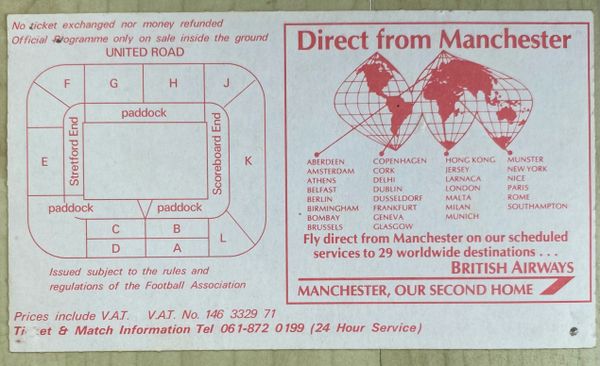 No ticket exchanged nor money refunded
Official Programme only on sale inside the ground
UNITED ROAD
F G H J
paddock
Stretford End
Scoreboard End
E
K
paddock
paddock
C B
D A
L
Issued subject to the rules and
regulations of the Football Association
Direct from Manchester
ABERDEEN
AMSTERDAM
ATHENS
BELFAST
BERLIN
BIRMINGHAM
BOMBAY
BRUSSELS
COPENHAGEN
CORK
DELHI
DUBLIN
DUSSELDORF
FRANKFURT
GENEVA
GLASGOW
HONG KONG
JERSEY
LARNACA
LONDON
MALTA
MILAN
MUNICH
MUNSTER
NEW YORK
NICE
PARIS
ROME
SOUTHAMPTON
Fly direct from Manchester on our scheduled
services to 29 worldwide destinations . . .
BRITISH AIRWAYS
MANCHESTER, OUR SECOND HOME
Prices include V.A.T. V.A.T. No. 146 3329 71
Ticket & Match Information Tel 061-872 0199 (24 Hour Service)